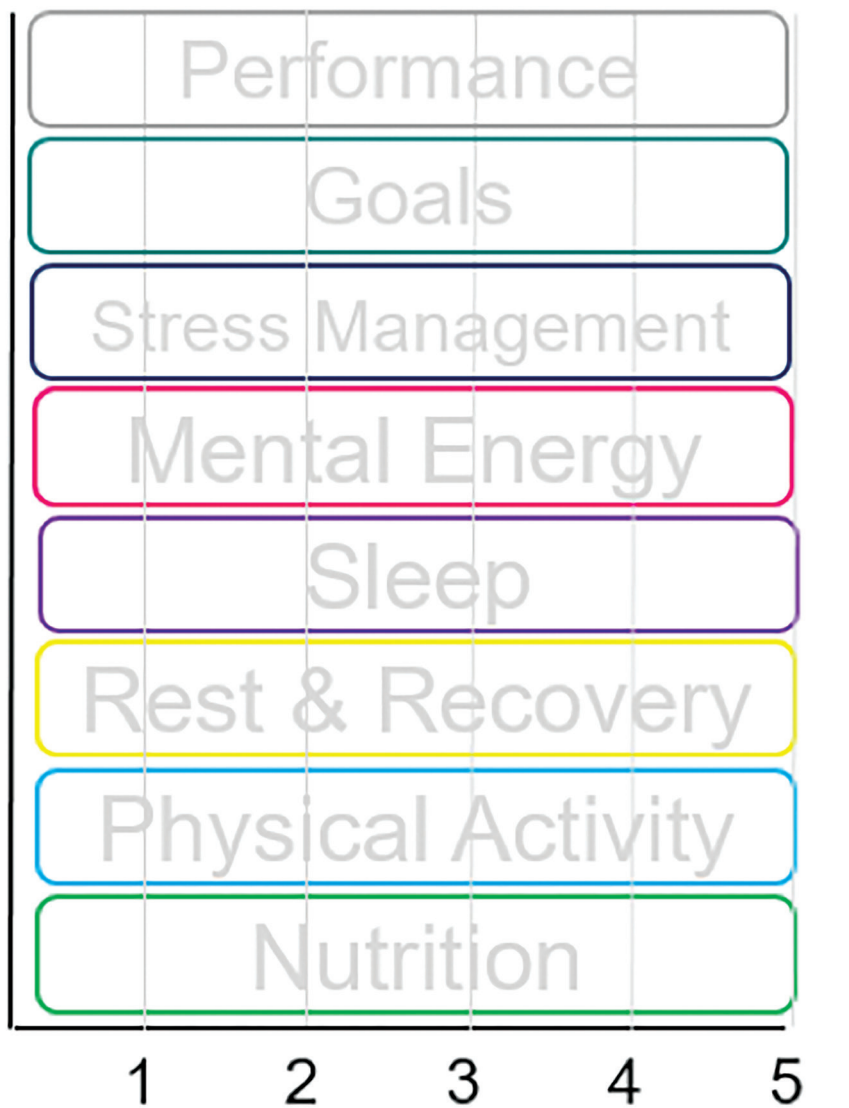 Performance
Goals
Stress Management
Mental Energy
Sleep
Rest & Recovery
Physical Activity
Nutrition
1 2 3 4 5